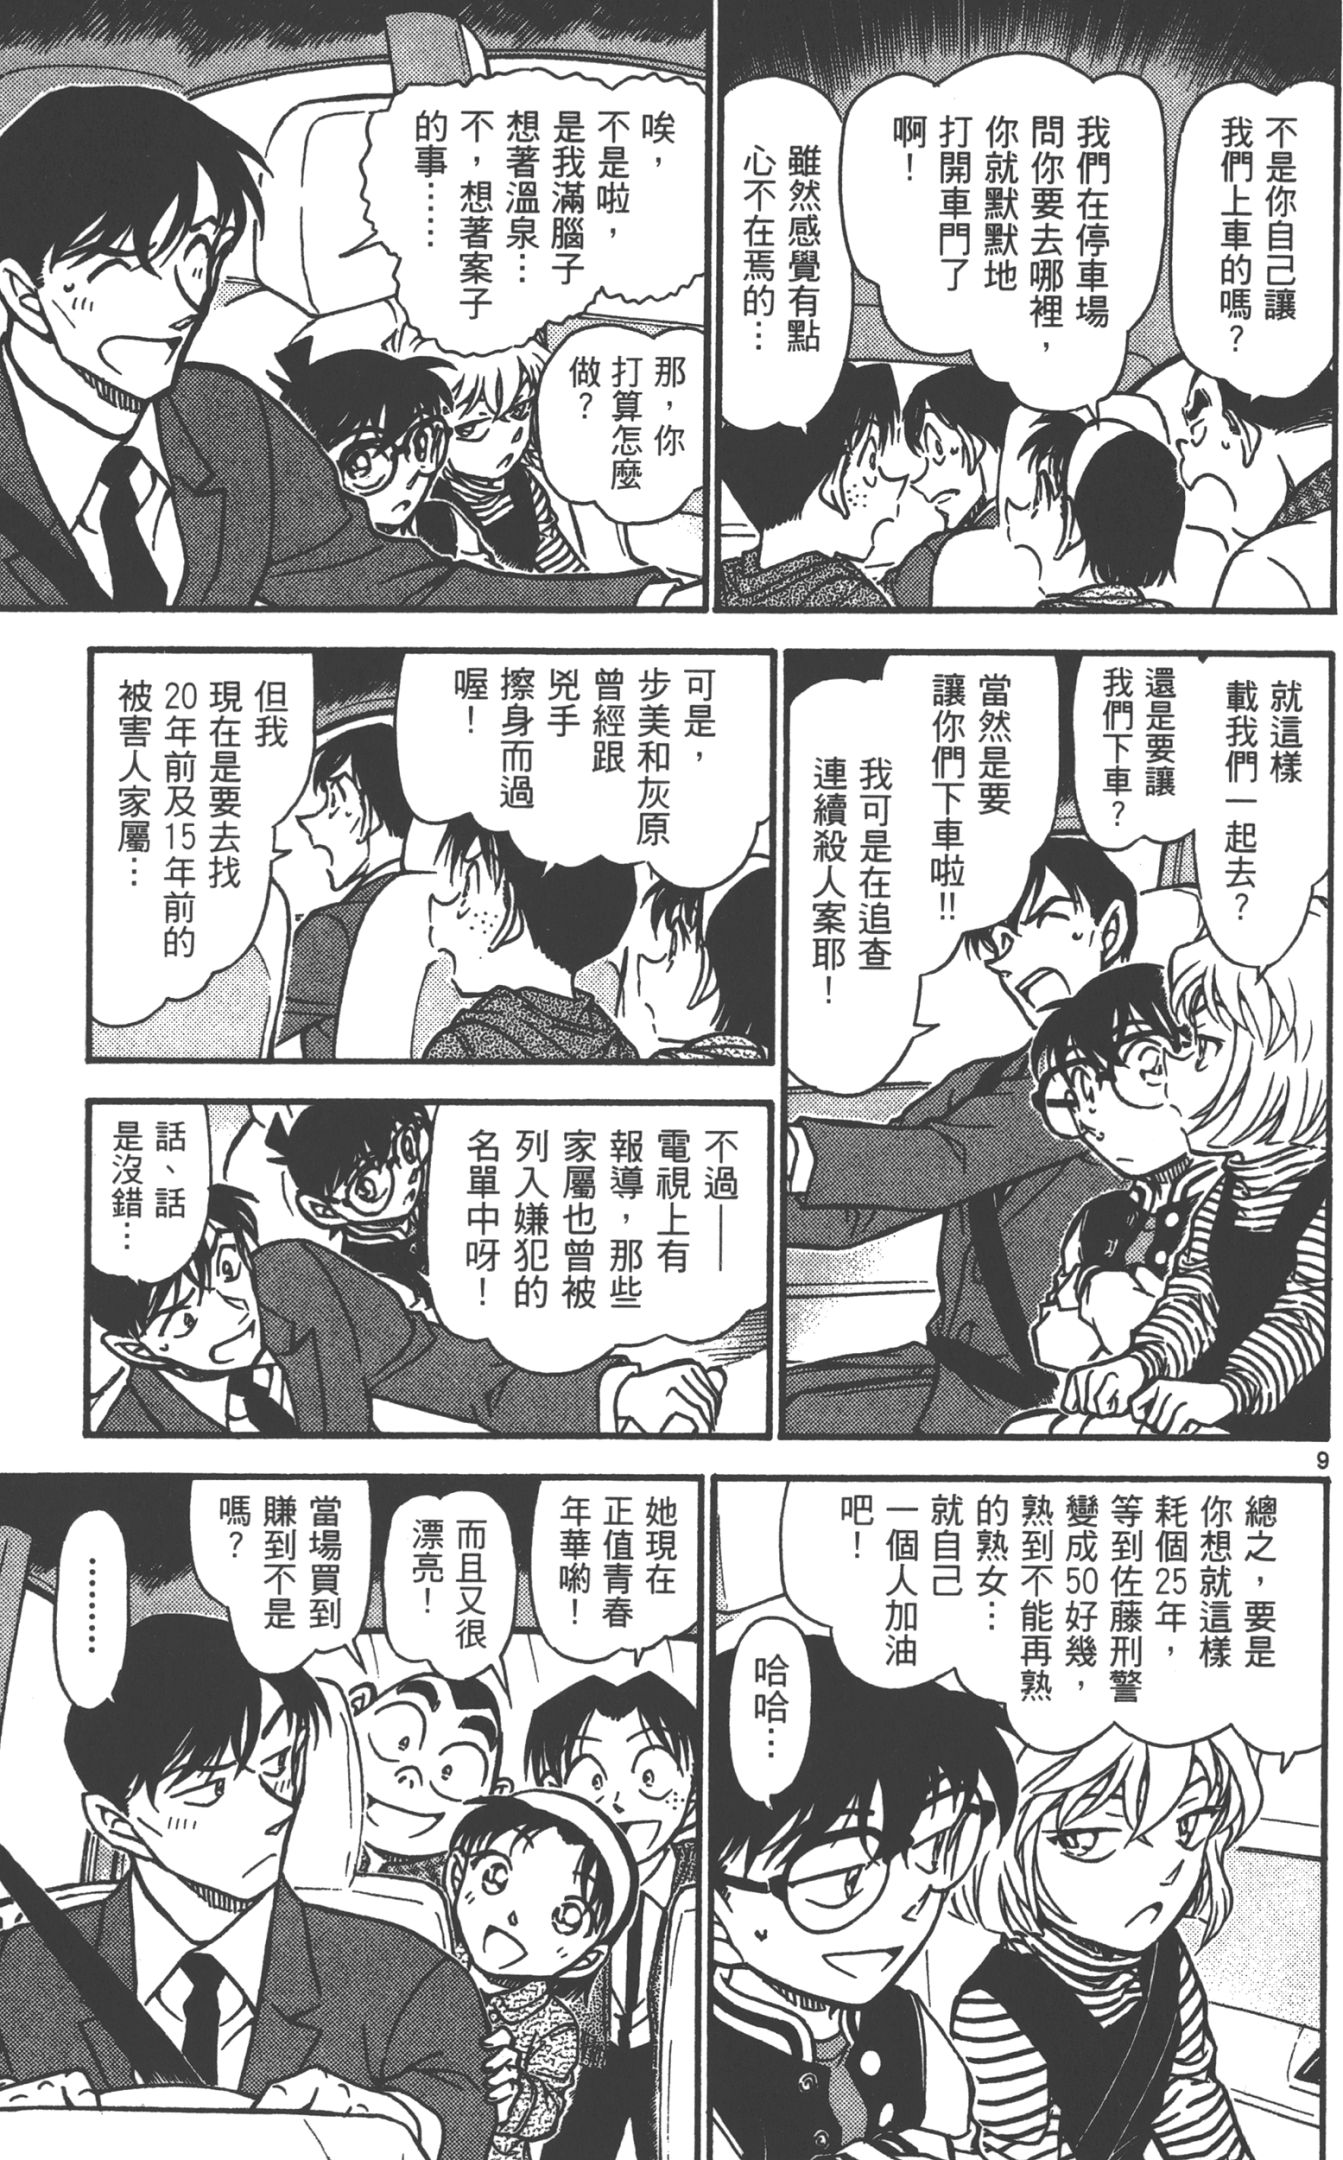 不是你自己讓
我們上車的嗎？
我們在停車場
問你要去哪裡，
你就默默地
打開車門了
啊！
雖然感覺有點
心不在焉的…
唉，
不是啦，
是我滿腦子
想著溫泉…
不，想著案子
的事……
那，你
打算怎麼
做？
就這樣
載我們一起去？
還是要讓
我們下車？
當然是要
讓你們下車啦!!
我可是在追查
連續殺人案耶！
可是，
步美和灰原
曾經跟
兇手
擦身而過
喔！
但我
現在是要去找
20年前及15年前的
被害人家屬…
不過——
電視上有
報導，那些
家屬也曾被
列入嫌犯的
名單中呀！
話、話
是沒錯…
9
總之，要是
你想就這樣
耗個25年，
等到佐藤刑警
變成50好幾，
熟到不能再熟
的熟女…
就自己
一個人加油
吧！
哈哈…
她現在
正值青春
年華喲！
而且又很
漂亮！
當場買到
賺到不是
嗎？
………